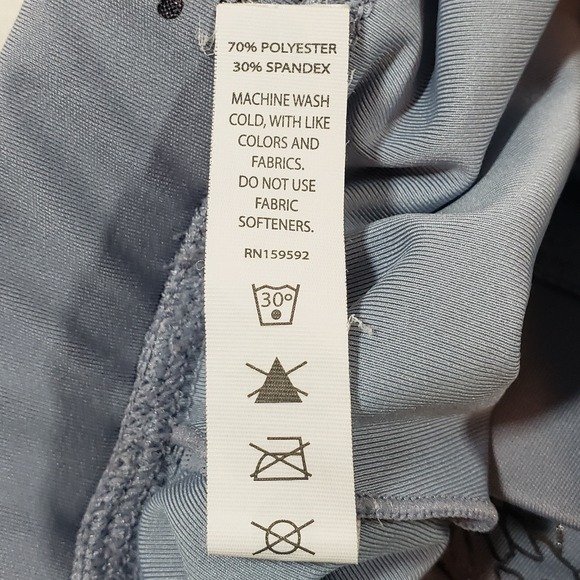 70% POLYESTER
30% SPANDEX
MACHINE WASH
COLD, WITH LIKE
COLORS AND
FABRICS.
DO NOT USE
FABRIC
SOFTENERS.
RN159592
30°